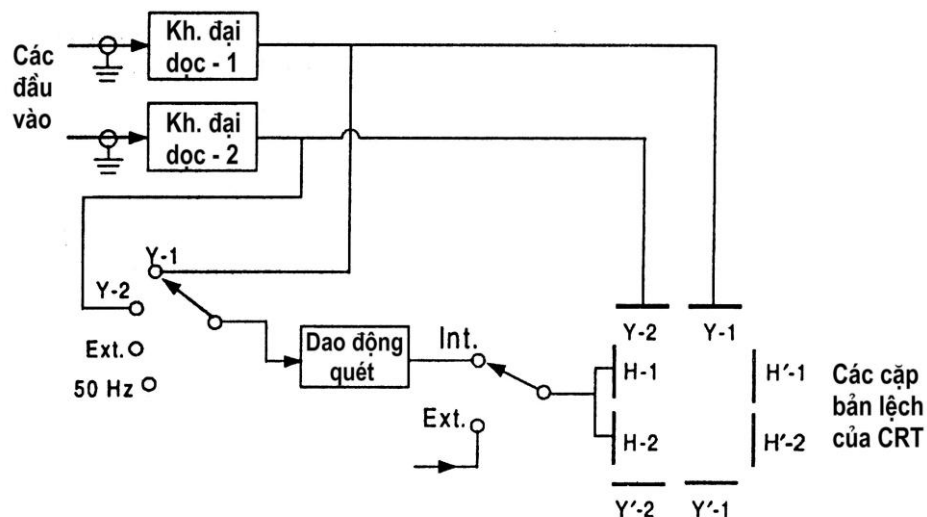 Các
đầu
vào
Kh. đại
dọc - 1
Kh. đại
dọc - 2
Y-1
Y-2
Ext.
50 Hz
Dao động
quét
Int.
Ext.
Y-2
Y-1
H-1
H'-1
H-2
H'-2
Y'-2
Y'-1
Các cặp
bản lệch
của CRT